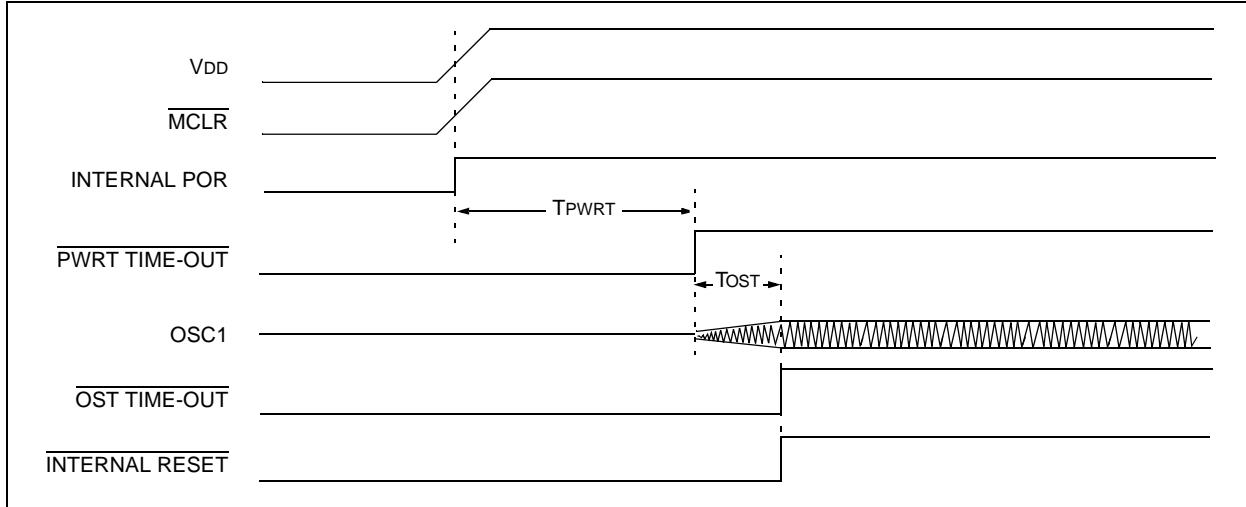 VDD
MCLR
INTERNAL POR
TPWRT
PWRT TIME-OUT
TOST
OSC1
OST TIME-OUT
INTERNAL RESET